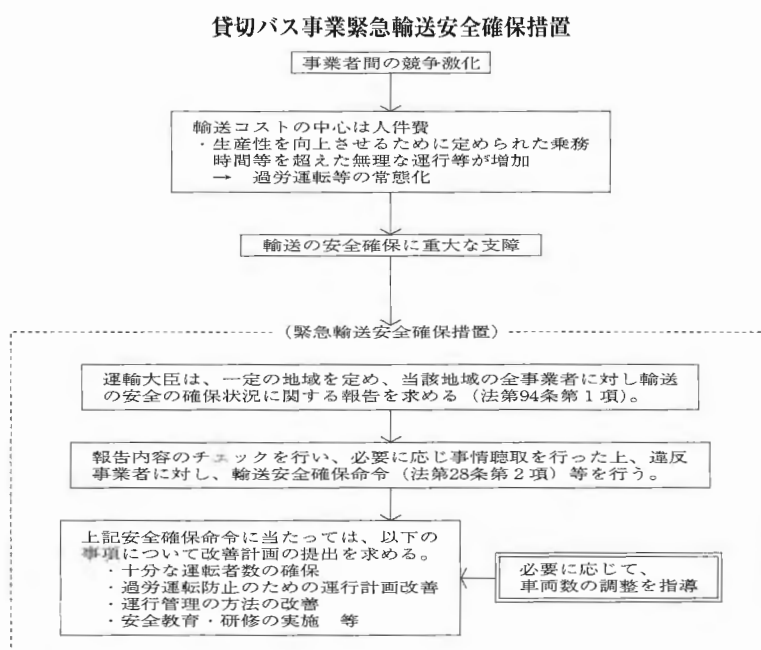 貸切バス事業緊急輸送安全確保措置
事業者間の競争激化
輸送コストの中心は人件費
・生産性を向上させるために定められた乗務
時間等を超えた無理な運行等が増加
→ 過労運転等の常態化
輸送の安全確保に重大な支障
(緊急輸送安全確保措置)
運輸大臣は、一定の地域を定め、当該地域の全事業者に対し輸送
の安全の確保状況に関する報告を求める(法第94条第1項)。
報告内容のチェックを行い、必要に応じ事情聴取を行った上、違反
事業者に対し、輸送安全確保命令(法第28条第2項)等を行う。
上記安全確保命令に当たっては、以下の
事項について改善計画の提出を求める。
・十分な運転者数の確保
・過労運転防止のための運行計画改善
・運行管理の方法の改善
・安全教育・研修の実施 等
必要に応じて、
車両数の調整を指導